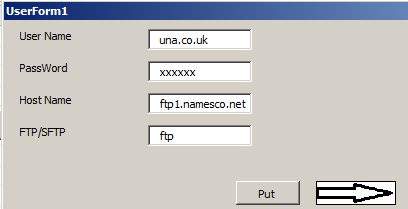 UserForm1
User Name una.co.uk
PassWord xxxxxx
Host Name ftp1.namesco.net
FTP/SFTP ftp
Put